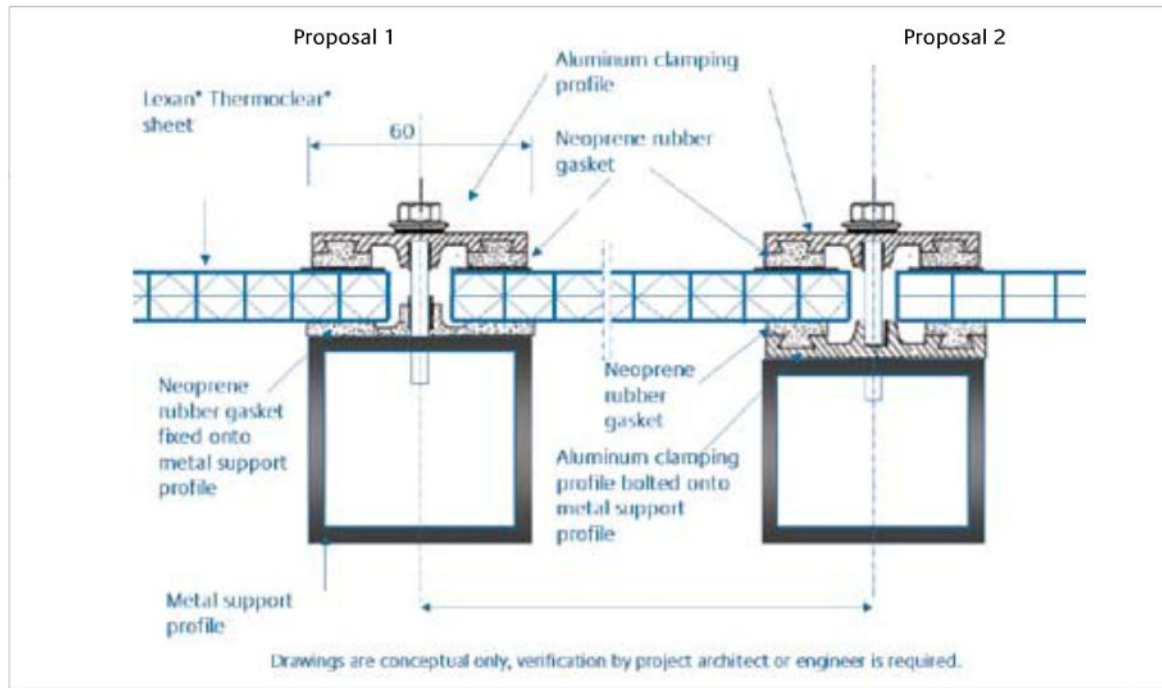 Proposal 1
Proposal 2
Aluminum clamping
profile
Lexan* Thermoclear*
sheet
60
Neoprene rubber
gasket
Neoprene
rubber gasket
fixed onto
metal support
profile
Neoprene
rubber
gasket
Aluminum clamping
profile bolted onto
metal support
profile
Metal support
profile
Drawings are conceptual only, verification by project architect or engineer is required.